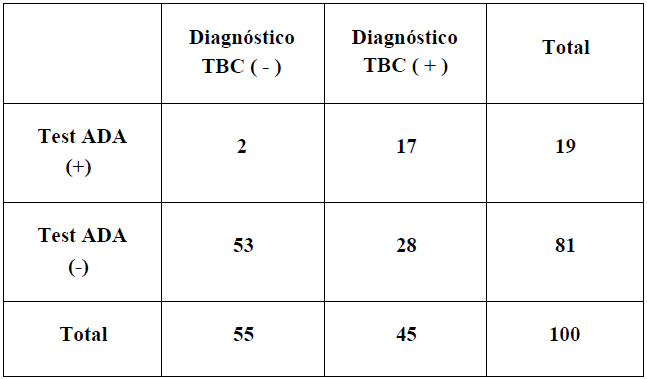 Diagnóstico
TBC ( - )
Diagnóstico
TBC ( + )
Total
Test ADA
(+)
2
17
19
Test ADA
(-)
53
28
81
Total
55
45
100